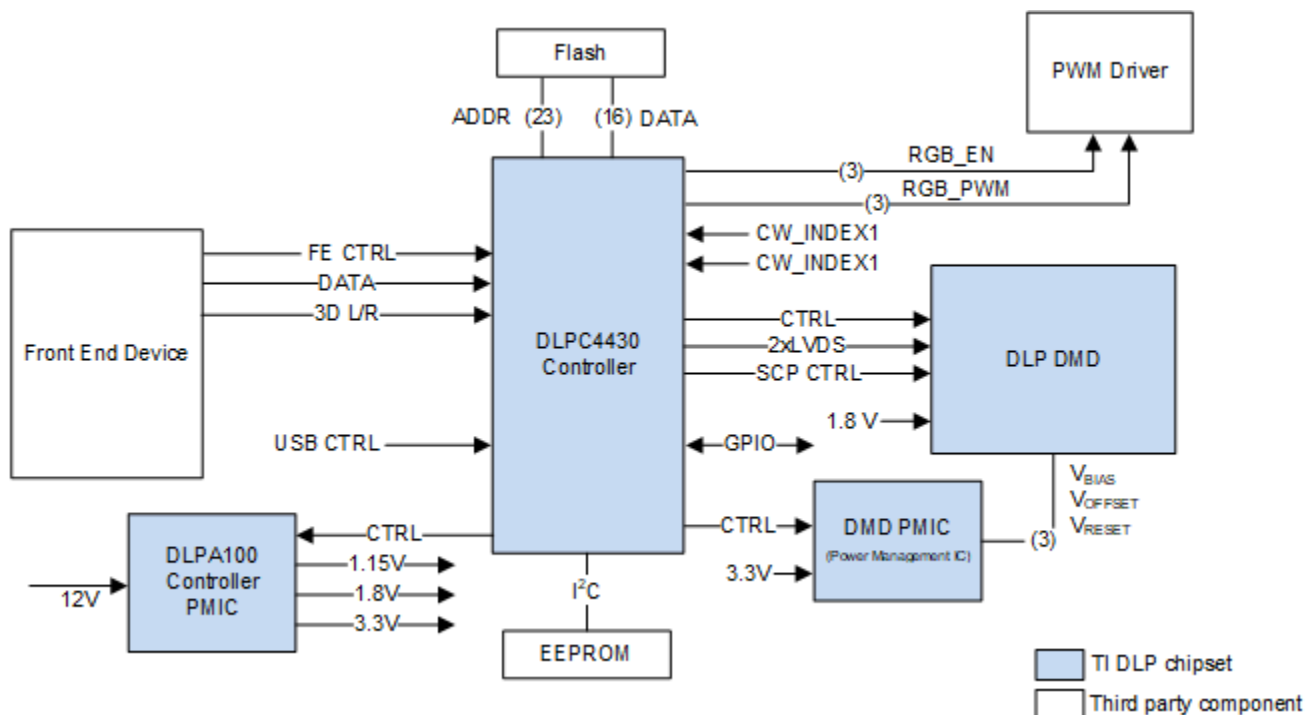 Flash
PWM Driver
ADDR (23)
(16) DATA
RGB_EN
(3)
RGB_PWM
(3)
FE CTRL
DATA
3D L/R
Front End Device
CW_INDEX1
CW_INDEX1
DLPC4430
Controller
CTRL
2xLVDS
SCP CTRL
DLP DMD
1.8 V
USB CTRL
GPIO
VBIAS
VOFFSET
VRESET
(3)
CTRL
DMD PMIC
(Power Management IC)
3.3V
CTRL
DLPA100
Controller
PMIC
12V
1.15V
1.8V
3.3V
I²C
EEPROM
TI DLP chipset
Third party component